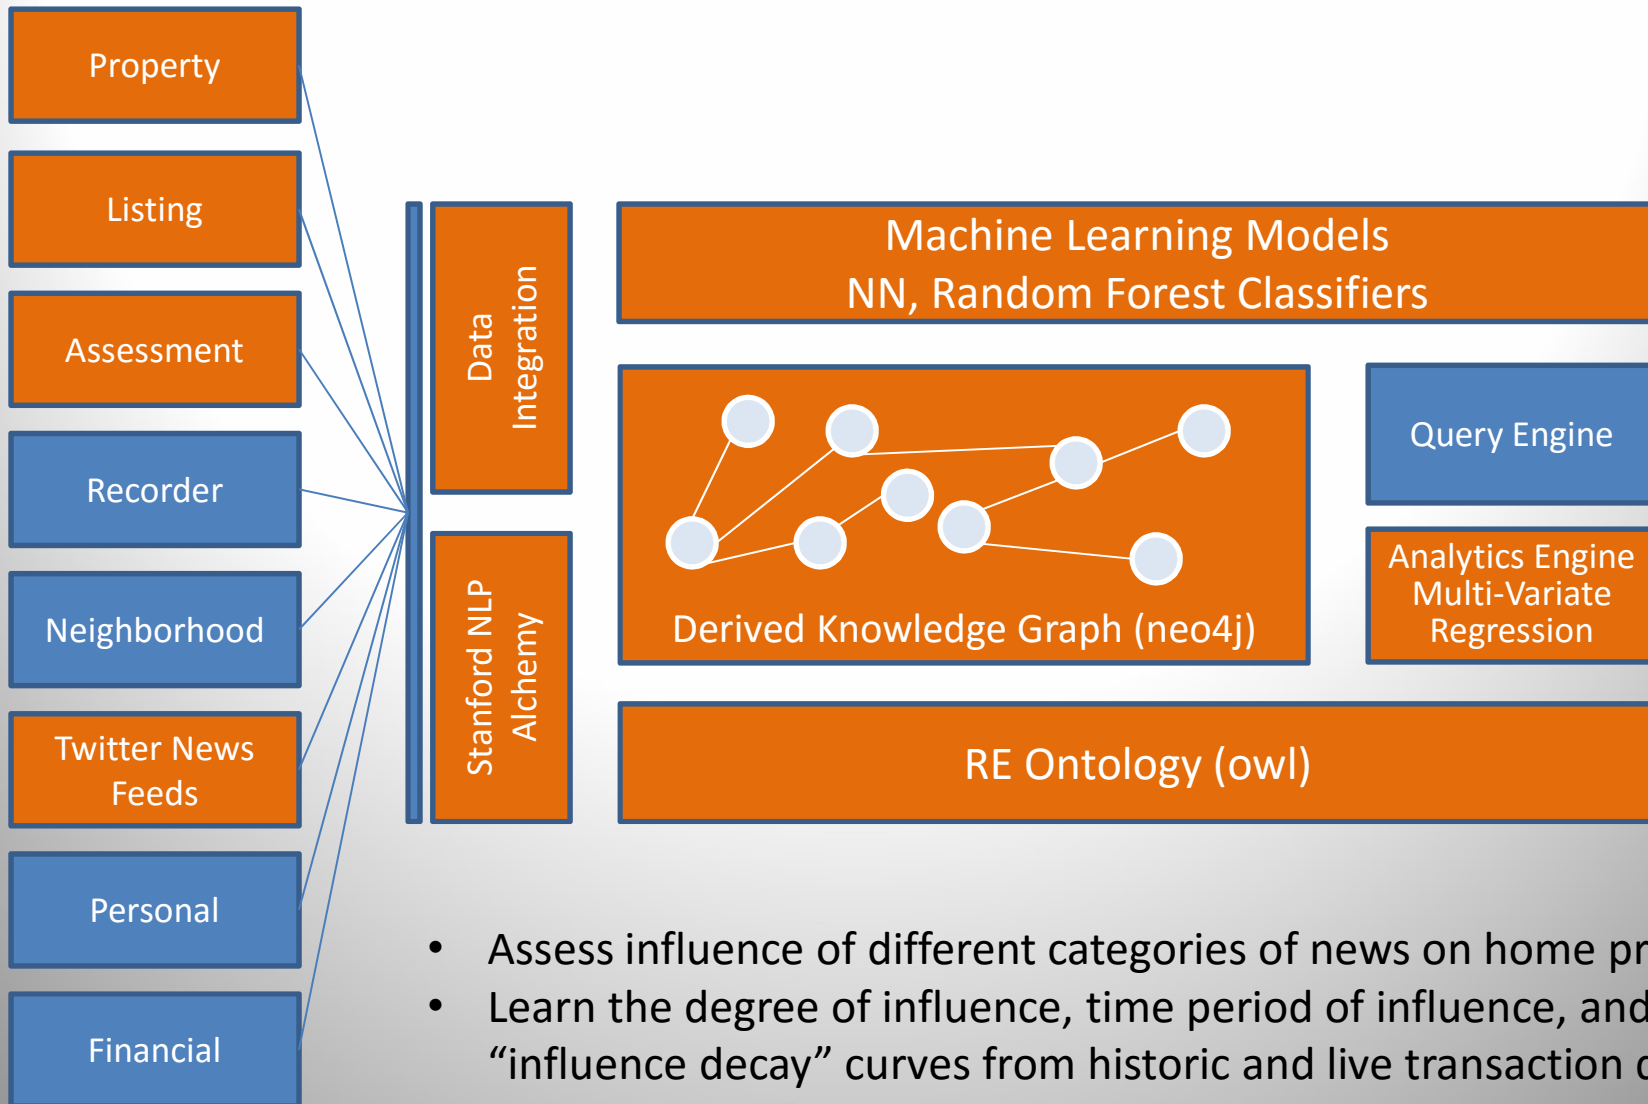 Property
Listing
Assessment
Recorder
Neighborhood
Twitter News
Feeds
Personal
Financial
Data
Integration
Stanford NLP
Alchemy
Machine Learning Models
NN, Random Forest Classifiers
Derived Knowledge Graph (neo4j)
Query Engine
Analytics Engine
Multi-Variate
Regression
RE Ontology (owl)
• Assess influence of different categories of news on home
• Learn the degree of influence, time period of influence, and
“influence decay” curves from historic and live transaction